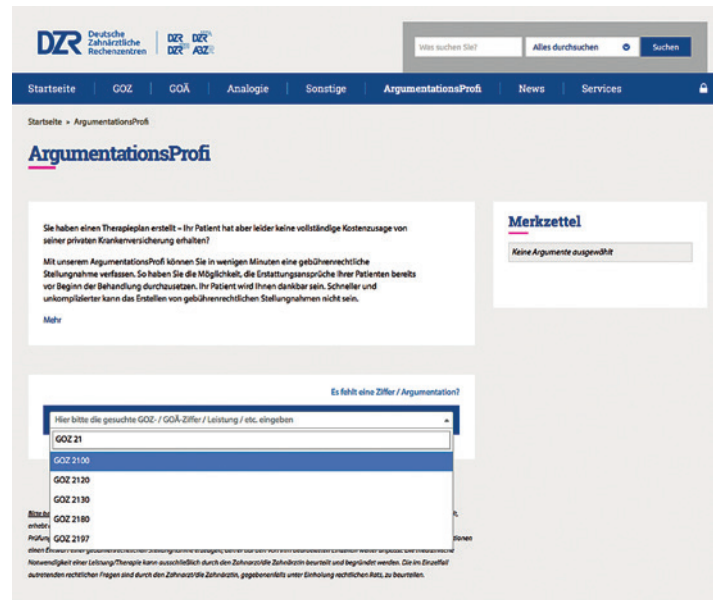 DZR Deutsche
Zahnärztliche
Rechenzentren
DZR DZR
DZR ABZR
Was suchen Sie?
Alles durchsuchen
Suchen
Startseite | GOZ | GOÄ | Analogie | Sonstige | ArgumentationsProfi | News | Services
Startseite » ArgumentationsProfi
ArgumentationsProfi
Sie haben einen Therapieplan erstellt – Ihr Patient hat aber leider keine vollständige Kostenzusage von
seiner privaten Krankenversicherung erhalten?
Mit unserem ArgumentationsProfi können Sie in wenigen Minuten eine gebührenrechtliche
Stellungnahme verfassen. So haben Sie die Möglichkeit, die Erstattungsansprüche Ihrer Patienten bereits
vor Beginn der Behandlung durchzusetzen. Ihr Patient wird Ihnen dankbar sein. Schneller und
unkomplizierter kann das Erstellen von gebührenrechtlichen Stellungnahmen nicht sein.
Mehr
Merkzettel
Keine Argumente ausgewählt
Es fehlt eine Ziffer / Argumentation?
Hier bitte die gesuchte GOZ- / GOÄ-Ziffer / Leistung / etc. eingeben
GOZ 21
GOZ 2100
GOZ 2120
GOZ 2130
GOZ 2180
GOZ 2197
Notwendigkeit einer Leistung/Therapie kann ausschließlich durch den Zahnarzt/die Zahnärztin beurteilt und begründet werden. Die im Einzelfall
auftretenden rechtlichen Fragen sind durch den Zahnarzt/die Zahnärztin, gegebenenfalls unter Einholung rechtlichen Rats, zu beurteilen.